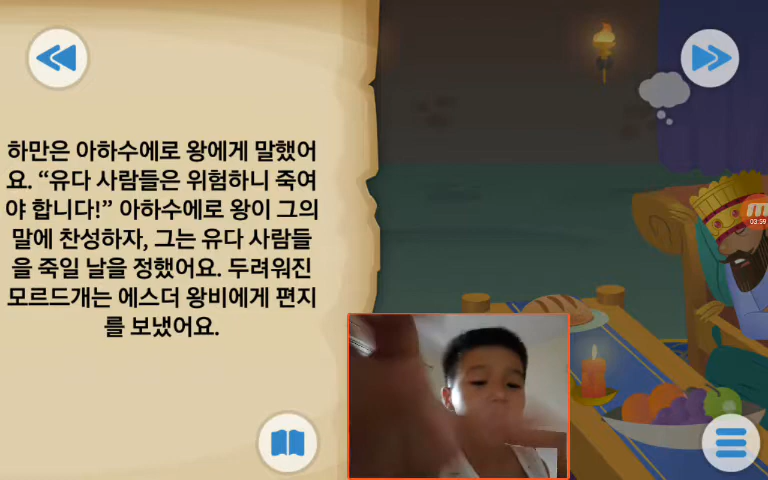 하만은 아하수에로 왕에게 말했어
요. “유다 사람들은 위험하니 죽여
야 합니다!” 아하수에로 왕이 그의
말에 찬성하자, 그는 유다 사람들
을 죽일 날을 정했어요. 두려워진
모르드개는 에스더 왕비에게 편지
를 보냈어요.
03:59